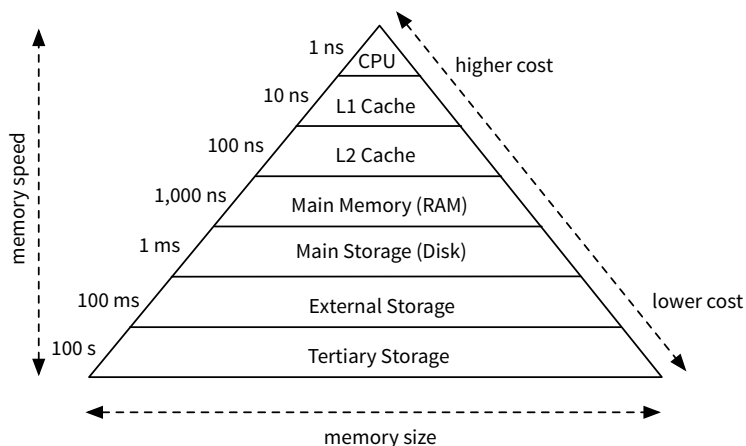 1 ns
CPU
higher cost
10 ns
L1 Cache
100 ns
L2 Cache
memory speed
1,000 ns
Main Memory (RAM)
1 ms
Main Storage (Disk)
100 ms
External Storage
lower cost
100 s
Tertiary Storage
memory size